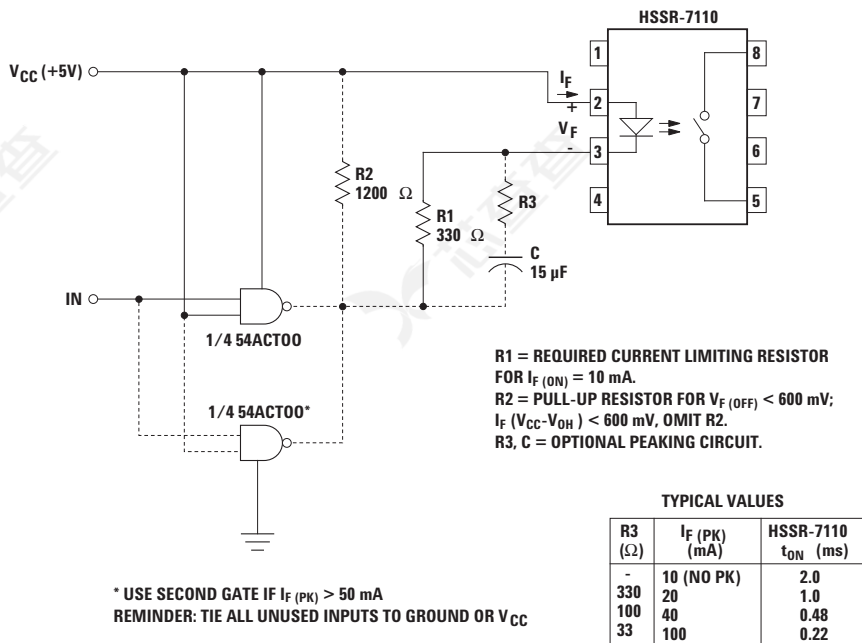 HSSR-7110
V_CC (+5V)
I_F
+
V_F
-
1
2
3
4
8
7
6
5
R2
1200 Ω
R1
330 Ω
R3
C
15 µF
IN
1/4 54ACTOO
1/4 54ACTOO*
R1 = REQUIRED CURRENT LIMITING RESISTOR
FOR I_F (ON) = 10 mA.
R2 = PULL-UP RESISTOR FOR V_F (OFF) < 600 mV;
I_F (V_CC-V_OH ) < 600 mV, OMIT R2.
R3, C = OPTIONAL PEAKING CIRCUIT.
TYPICAL VALUES
R3 (Ω) I_F (PK) (mA) HSSR-7110 t_ON (ms)
- 10 (NO PK) 2.0
330 20 1.0
100 40 0.48
33 100 0.22
* USE SECOND GATE IF I_F (PK) > 50 mA
REMINDER: TIE ALL UNUSED INPUTS TO GROUND OR V_CC
芯查查